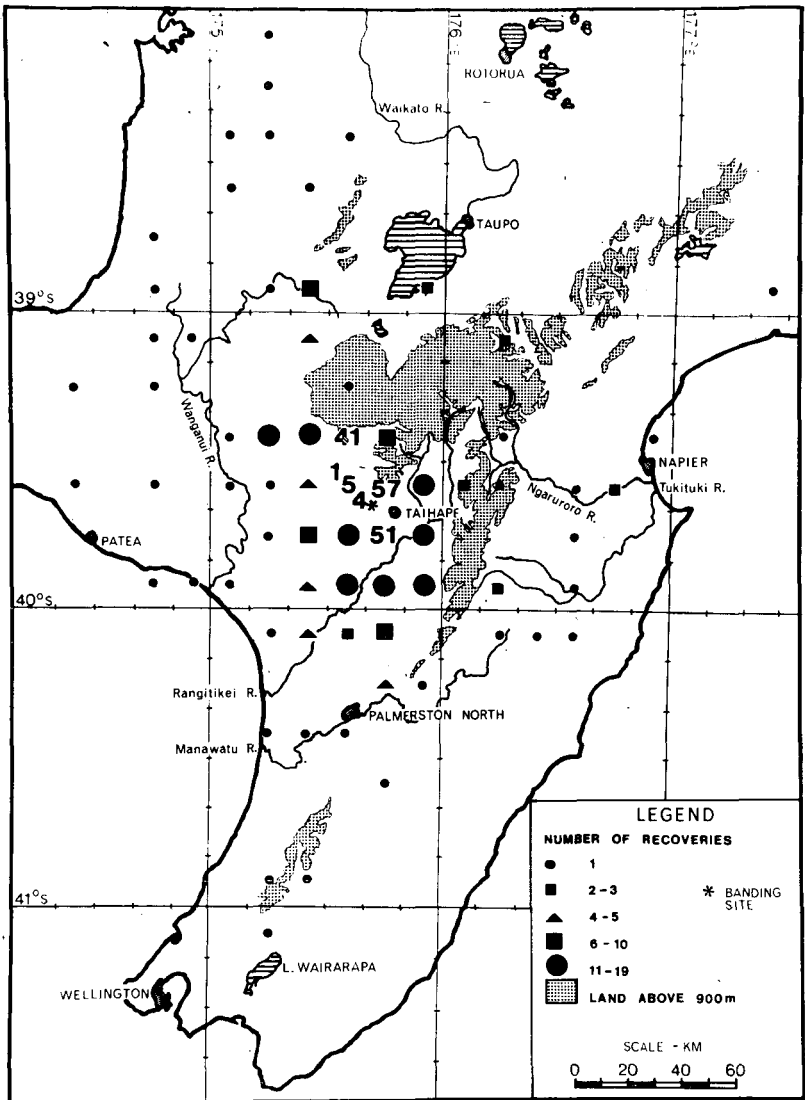 175
176°E
177°E
ROTORUA
Waikato R.
TAUPO
39°S
Wanganui R.
41
NAPIER
1
5
57
4*
TAIHAPE
Ngaruroro R.
Tukituki R.
PATEA
51
40°S
Rangitikei R.
PALMERSTON NORTH
Manawatu R.
41°S
L. WAIRARAPA
WELLINGTON
LEGEND
NUMBER OF RECOVERIES
1
2-3
* BANDING SITE
4-5
6-10
11-19
LAND ABOVE 900m
SCALE - KM
0 20 40 60